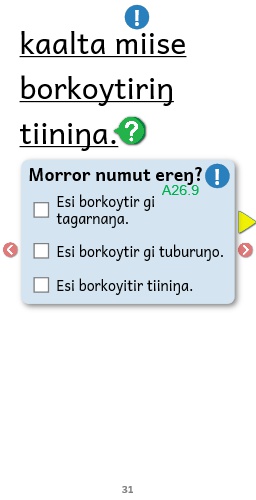 kaalta miise
borkoytiriŋ
tiiniŋa.
Morror numut ereŋ?
A26.9
Esi borkoytir gi
tagarnaŋa.
Esi borkoytir gi tuburuŋo.
Esi borkoyitir tiiniŋa.
31